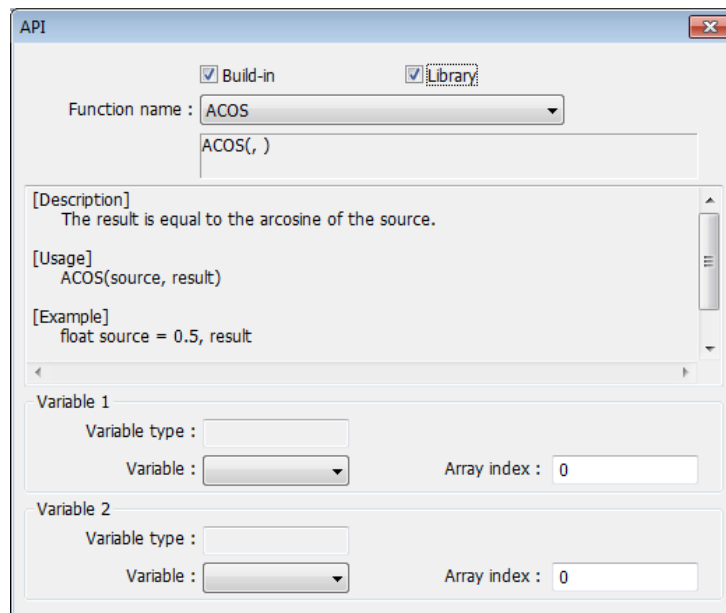 API
Build-in Library
Function name : ACOS
ACOS(, )
[Description]
The result is equal to the arcosine of the source.
[Usage]
ACOS(source, result)
[Example]
float source = 0.5, result
Variable 1
Variable type :
Variable : Array index : 0
Variable 2
Variable type :
Variable : Array index : 0